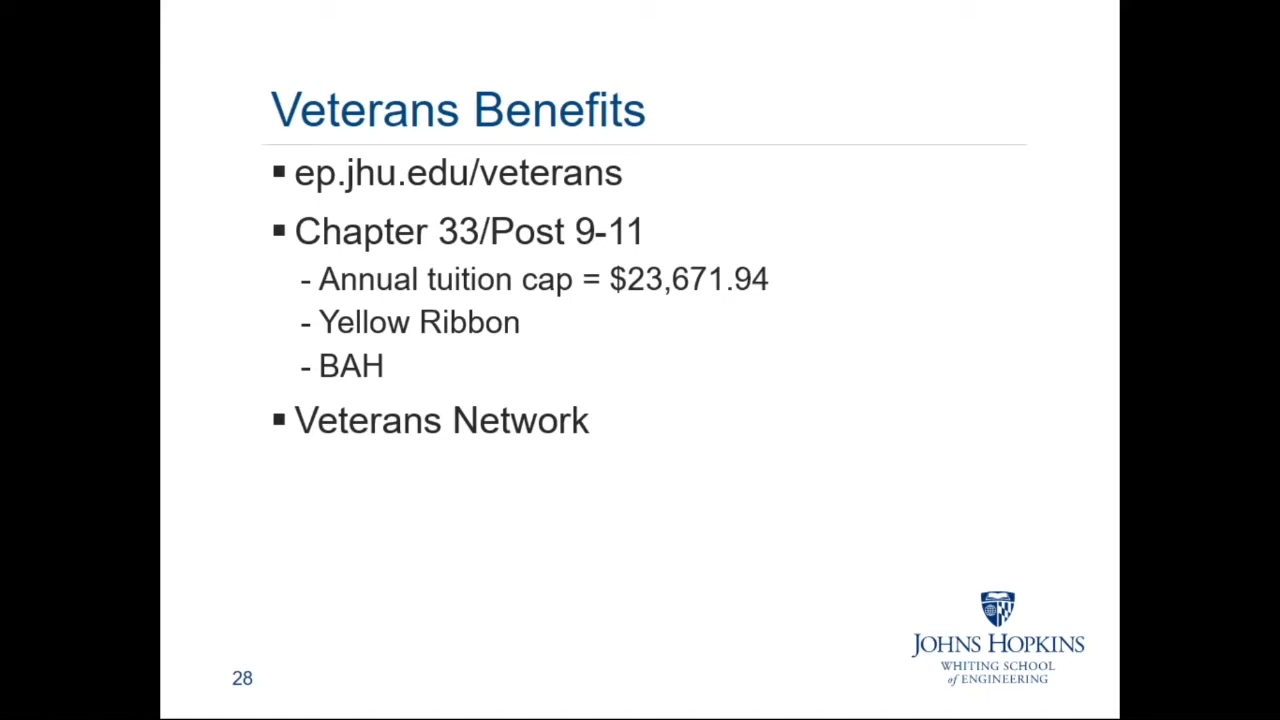 Veterans Benefits
▪ ep.jhu.edu/veterans
▪ Chapter 33/Post 9-11
- Annual tuition cap = $23,671.94
- Yellow Ribbon
- BAH
▪ Veterans Network
JOHNS HOPKINS
WHITING SCHOOL
of ENGINEERING
28